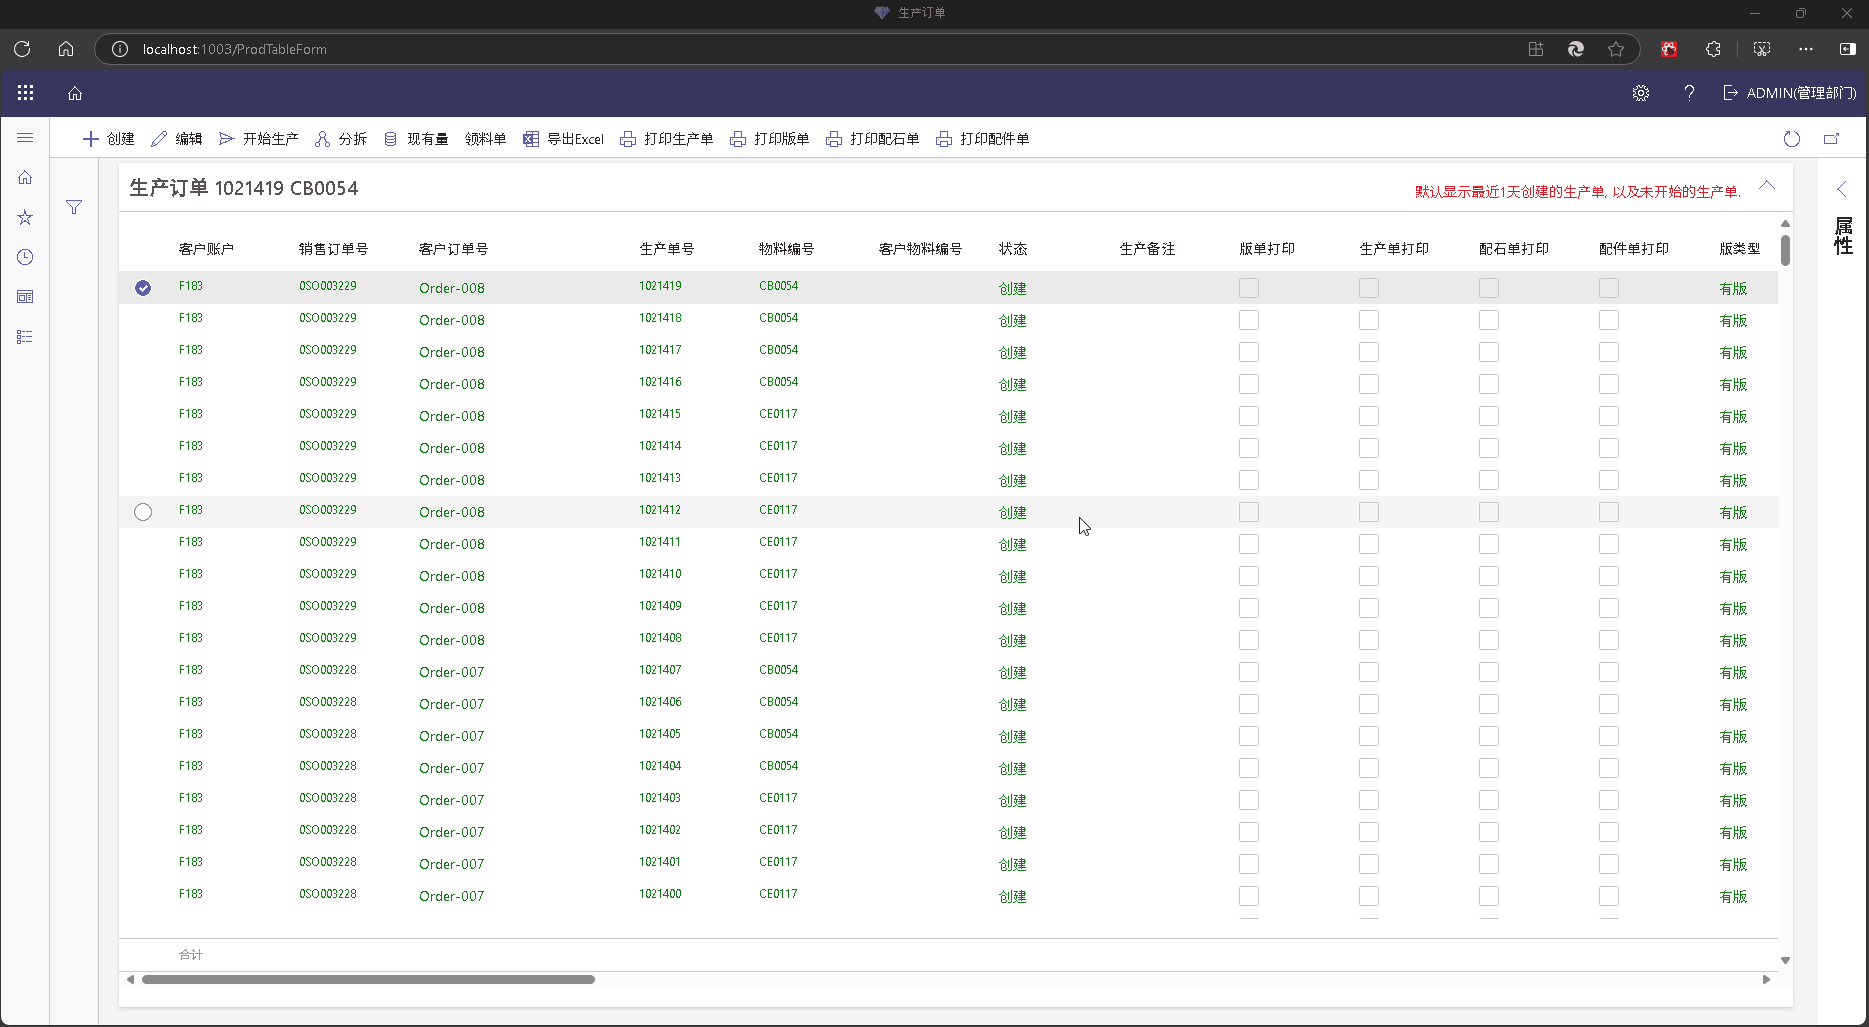 生产订单
localhost:1003/ProdTableForm
ADMIN(管理部门)
创建 编辑 开始生产 分拆 现有量 领料单 导出Excel 打印生产单 打印版单 打印配石单 打印配件单
生产订单 1021419 CB0054
默认显示最近1天创建的生产单, 以及未开始的生产单.
属性
客户账户 销售订单号 客户订单号 生产单号 物料编号 客户物料编号 状态 生产备注 版单打印 生产单打印 配石单打印 配件单打印 版类型
F183 0SO003229 Order-008 1021419 CB0054 创建 有版
F183 0SO003229 Order-008 1021418 CB0054 创建 有版
F183 0SO003229 Order-008 1021417 CB0054 创建 有版
F183 0SO003229 Order-008 1021416 CB0054 创建 有版
F183 0SO003229 Order-008 1021415 CE0117 创建 有版
F183 0SO003229 Order-008 1021414 CE0117 创建 有版
F183 0SO003229 Order-008 1021413 CE0117 创建 有版
F183 0SO003229 Order-008 1021412 CE0117 创建 有版
F183 0SO003229 Order-008 1021411 CE0117 创建 有版
F183 0SO003229 Order-008 1021410 CE0117 创建 有版
F183 0SO003229 Order-008 1021409 CE0117 创建 有版
F183 0SO003229 Order-008 1021408 CE0117 创建 有版
F183 0SO003228 Order-007 1021407 CB0054 创建 有版
F183 0SO003228 Order-007 1021406 CB0054 创建 有版
F183 0SO003228 Order-007 1021405 CB0054 创建 有版
F183 0SO003228 Order-007 1021404 CB0054 创建 有版
F183 0SO003228 Order-007 1021403 CE0117 创建 有版
F183 0SO003228 Order-007 1021402 CE0117 创建 有版
F183 0SO003228 Order-007 1021401 CE0117 创建 有版
F183 0SO003228 Order-007 1021400 CE0117 创建 有版
合计